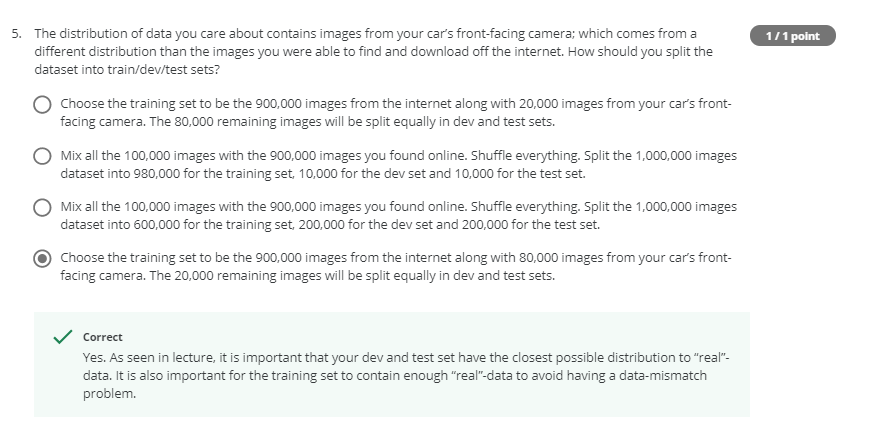 5. The distribution of data you care about contains images from your car's front-facing camera; which comes from a
1 / 1 point
different distribution than the images you were able to find and download off the internet. How should you split the
dataset into train/dev/test sets?
Choose the training set to be the 900,000 images from the internet along with 20,000 images from your car's front-
facing camera. The 80,000 remaining images will be split equally in dev and test sets.
Mix all the 100,000 images with the 900,000 images you found online. Shuffle everything. Split the 1,000,000 images
dataset into 980,000 for the training set, 10,000 for the dev set and 10,000 for the test set.
Mix all the 100,000 images with the 900,000 images you found online. Shuffle everything. Split the 1,000,000 images
dataset into 600,000 for the training set, 200,000 for the dev set and 200,000 for the test set.
Choose the training set to be the 900,000 images from the internet along with 80,000 images from your car's front-
facing camera. The 20,000 remaining images will be split equally in dev and test sets.
Correct
Yes. As seen in lecture, it is important that your dev and test set have the closest possible distribution to "real"-
data. It is also important for the training set to contain enough "real"-data to avoid having a data-mismatch
problem.